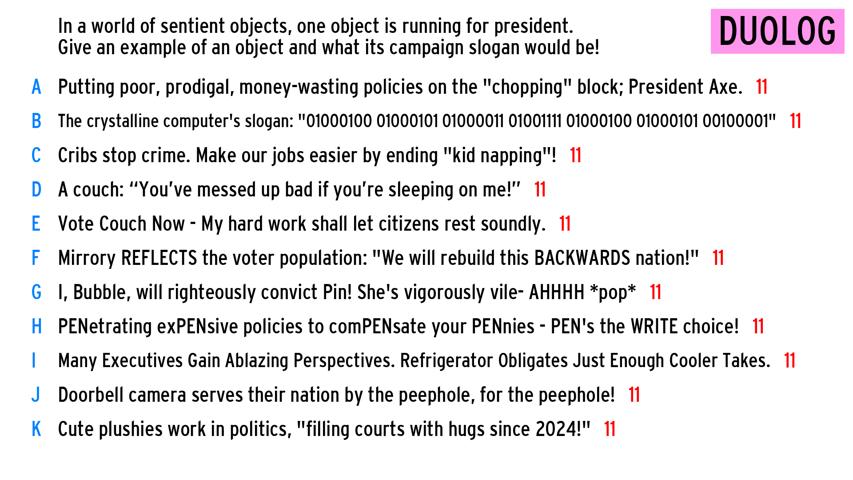 In a world of sentient objects, one object is running for president.
Give an example of an object and what its campaign slogan would be!
DUOLOG
A Putting poor, prodigal, money-wasting policies on the "chopping" block; President Axe. 11
B The crystalline computer's slogan: "01000100 01000101 01000011 01001111 01000100 01000101 00100001" 11
C Cribs stop crime. Make our jobs easier by ending "kid napping"! 11
D A couch: “You’ve messed up bad if you’re sleeping on me!” 11
E Vote Couch Now - My hard work shall let citizens rest soundly. 11
F Mirrory REFLECTS the voter population: "We will rebuild this BACKWARDS nation!" 11
G I, Bubble, will righteously convict Pin! She's vigorously vile- AHHHH *pop* 11
H PENetrating exPENsive policies to comPENsate your PENnies - PEN's the WRITE choice! 11
I Many Executives Gain Ablazing Perspectives. Refrigerator Obligates Just Enough Cooler Takes. 11
J Doorbell camera serves their nation by the peephole, for the peephole! 11
K Cute plushies work in politics, "filling courts with hugs since 2024!" 11